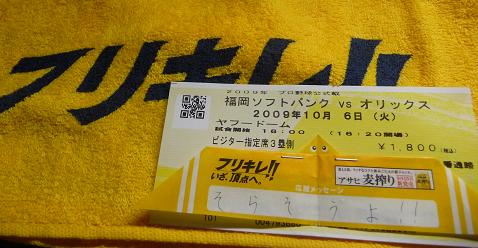 フリキレ!!
2009年 プロ野球公式戦
福岡ソフトバンク VS オリックス
2009年10月 6日(火)
ヤフードーム
試合開始 18:00 (16:20開場)
ビジター指定席3塁側
¥1,800(税込)
フリキレ!!
いざ、頂点へ。
アサヒ 麦搾り
応援メッセージ
そらそうよ!!
101